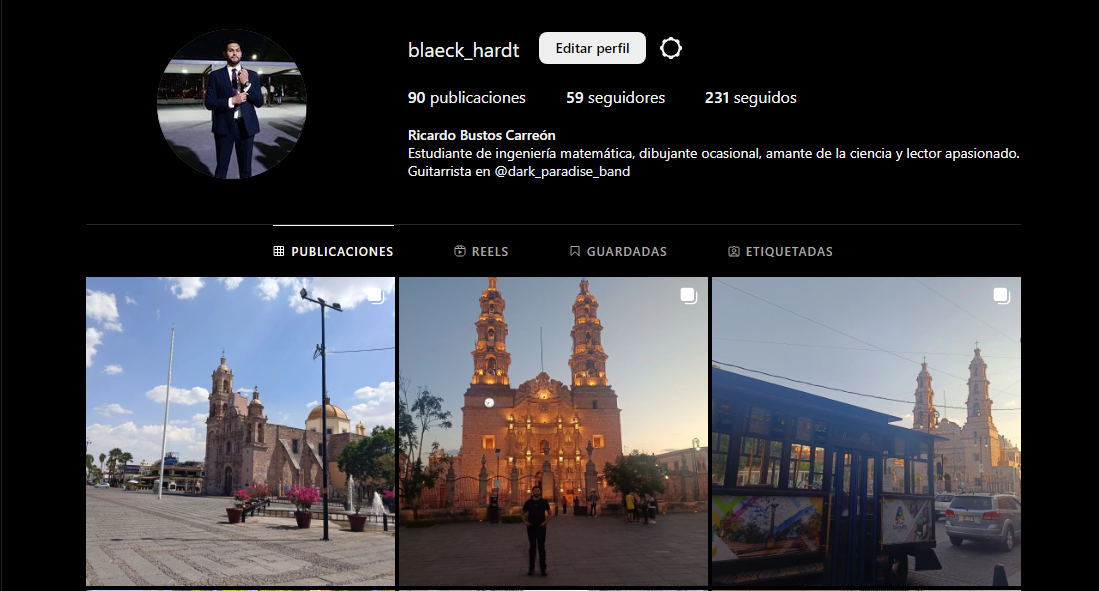 blaeck_hardt
Editar perfil
90 publicaciones
59 seguidores
231 seguidos
Ricardo Bustos Carreón
Estudiante de ingeniería matemática, dibujante ocasional, amante de la ciencia y lector apasionado.
Guitarrista en @dark_paradise_band
PUBLICACIONES
REELS
GUARDADAS
ETIQUETADAS